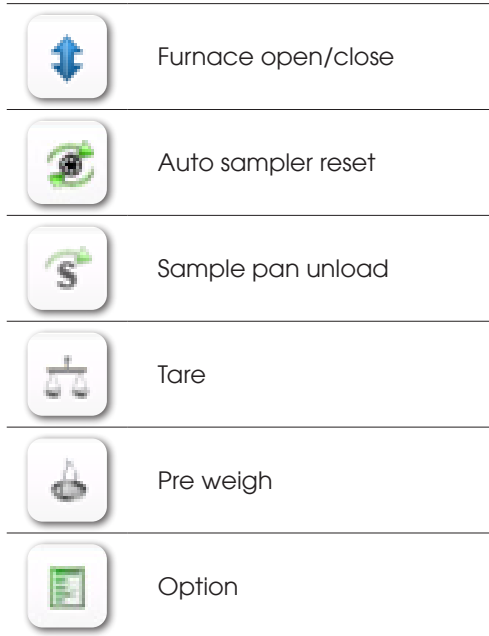 Furnace open/close
Auto sampler reset
S
Sample pan unload
Tare
Pre weigh
Option